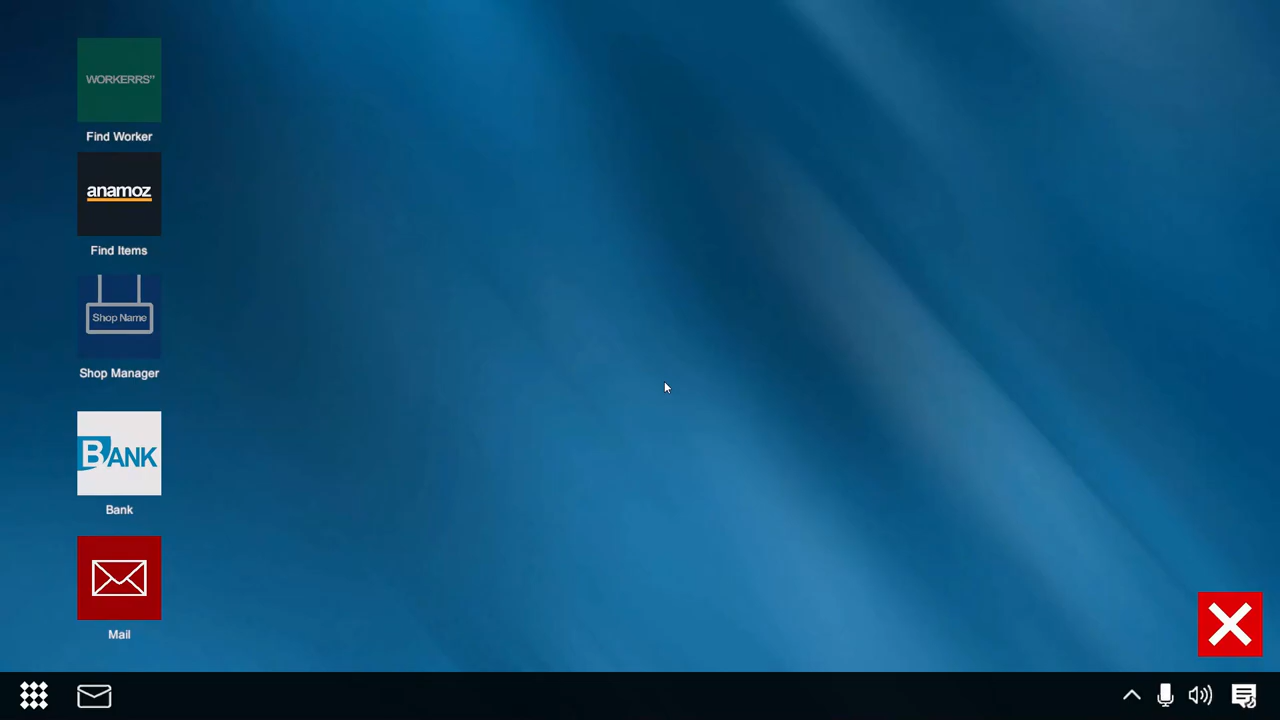 WORKERRS"
Find Worker
anamoz
Find Items
Shop Name
Shop Manager
BANK
Bank
Mail